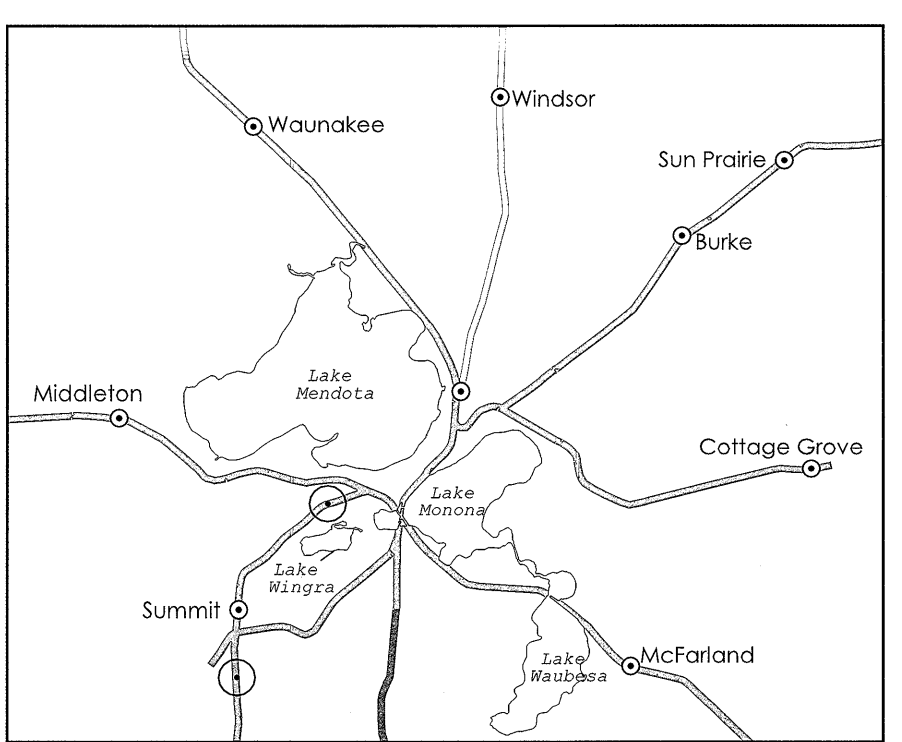 Windsor
Waunakee
Sun Prairie
Burke
Lake
Mendota
Middleton
Cottage Grove
Lake
Monona
Lake
Wingra
Summit
McFarland
Lake
Waubesa